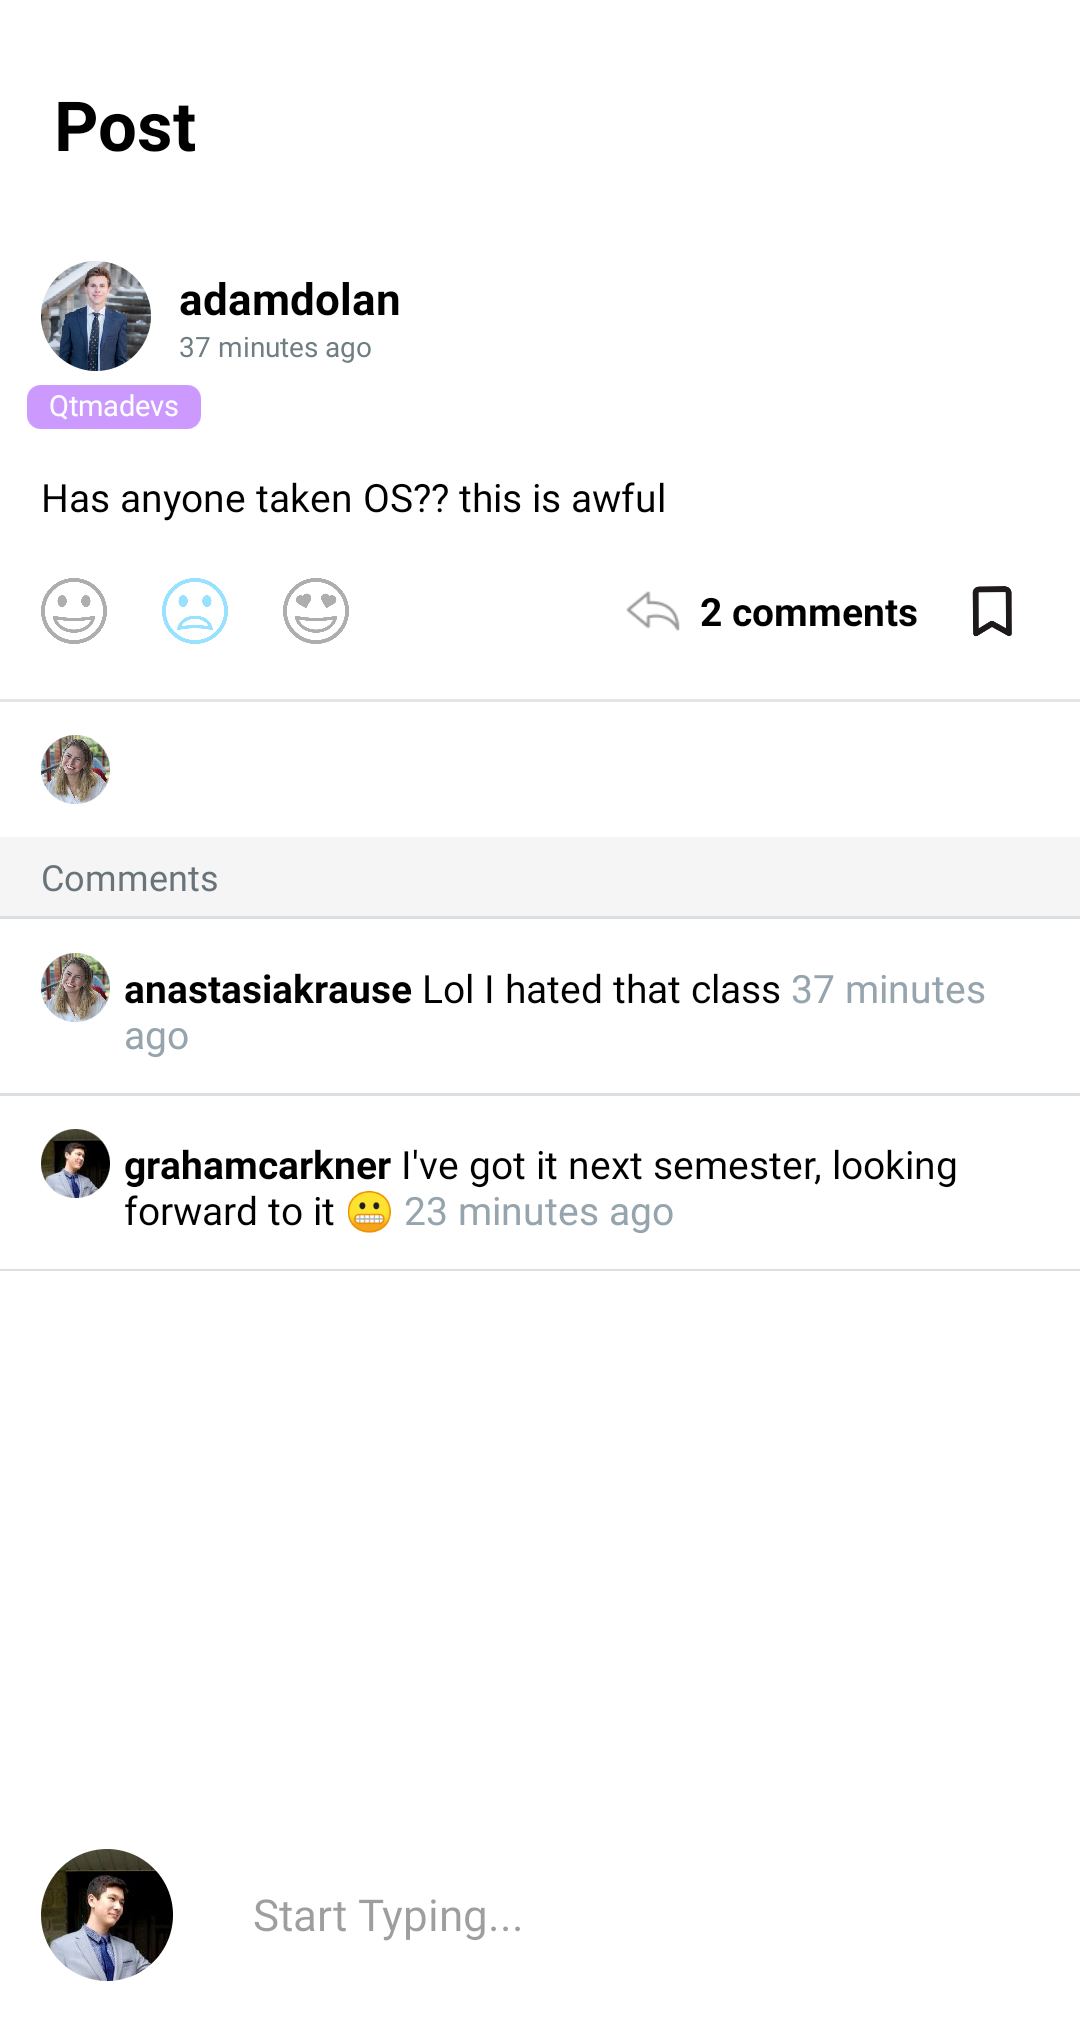 Post
adamdolan
37 minutes ago
Qtmadevs
Has anyone taken OS?? this is awful
2 comments
Comments
anastasiakrause Lol I hated that class 37 minutes
ago
grahamcarkner I've got it next semester, looking
forward to it 😬 23 minutes ago
Start Typing...